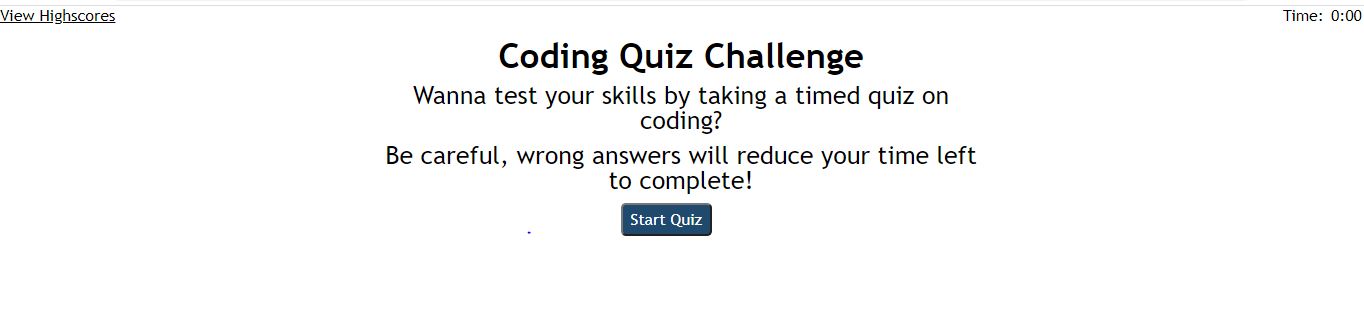 View Highscores
Time: 0:00
Coding Quiz Challenge
Wanna test your skills by taking a timed quiz on
coding?
Be careful, wrong answers will reduce your time left
to complete!
Start Quiz